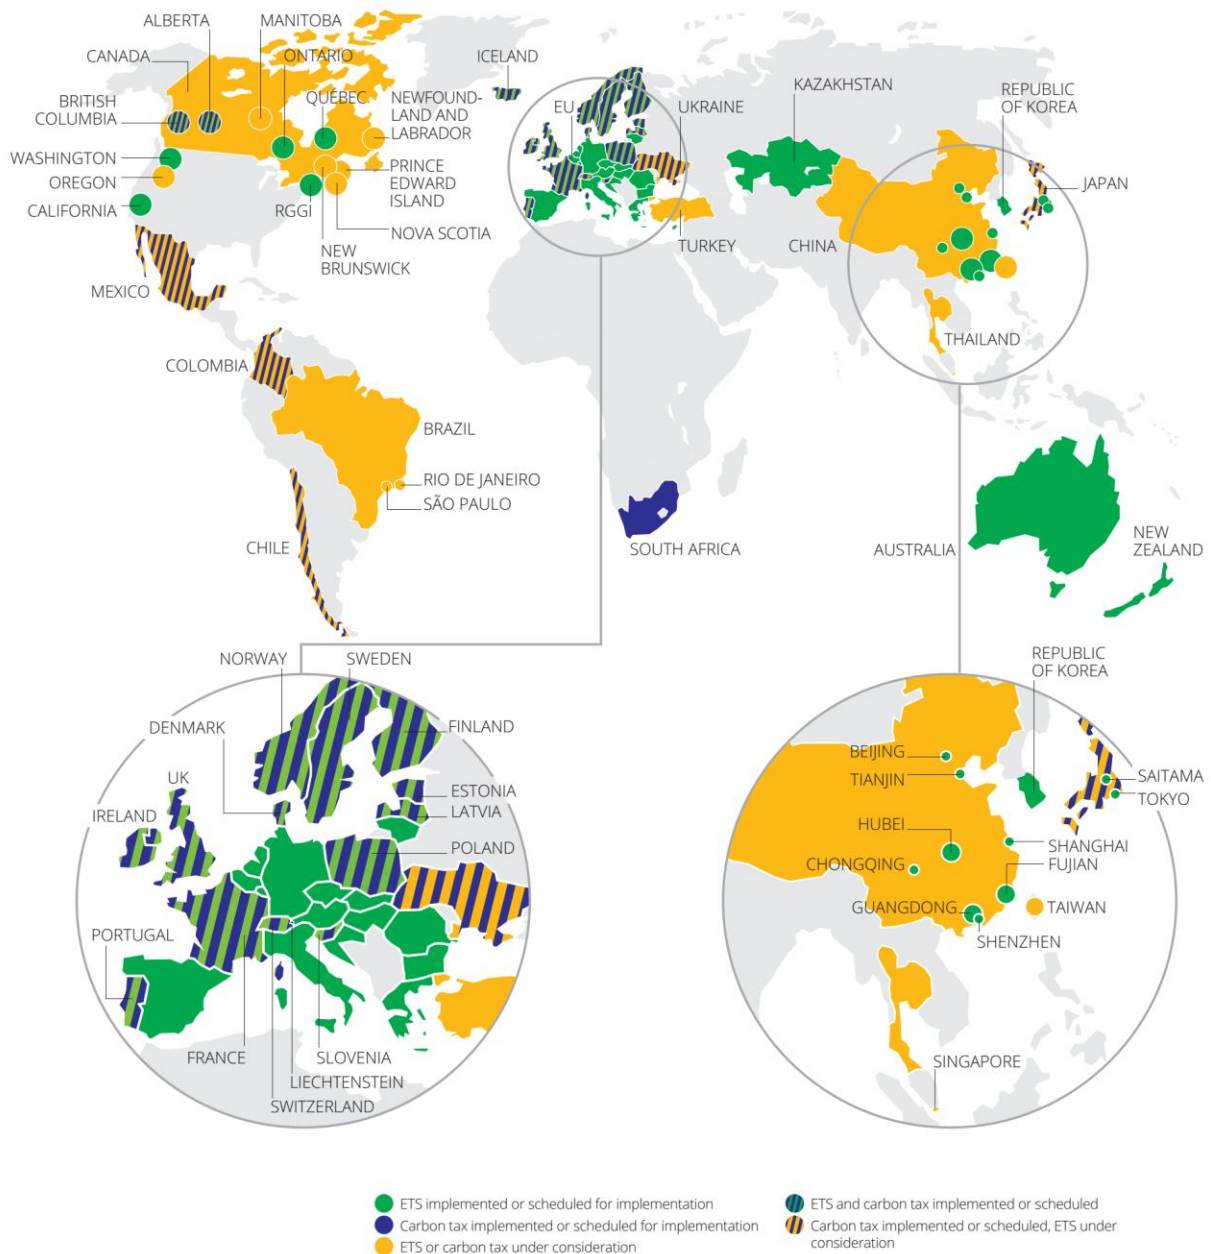 ALBERTA
MANITOBA
CANADA
ONTARIO
ICELAND
KAZAKHSTAN
REPUBLIC
OF KOREA
BRITISH
COLUMBIA
QUÉBEC
NEWFOUND-
LAND AND
LABRADOR
EU
UKRAINE
WASHINGTON
OREGON
CALIFORNIA
RGGI
PRINCE
EDWARD
ISLAND
NOVA SCOTIA
NEW
BRUNSWICK
JAPAN
TURKEY
CHINA
MEXICO
THAILAND
COLOMBIA
BRAZIL
RIO DE JANEIRO
SÃO PAULO
CHILE
SOUTH AFRICA
AUSTRALIA
NEW
ZEALAND
NORWAY
SWEDEN
DENMARK
FINLAND
UK
IRELAND
ESTONIA
LATVIA
POLAND
PORTUGAL
FRANCE
SLOVENIA
LIECHTENSTEIN
SWITZERLAND
REPUBLIC
OF KOREA
BEIJING
TIANJIN
SAITAMA
TOKYO
HUBEI
SHANGHAI
CHONGQING
FUJIAN
GUANGDONG
TAIWAN
SHENZHEN
SINGAPORE
ETS implemented or scheduled for implementation
Carbon tax implemented or scheduled for implementation
ETS or carbon tax under consideration
ETS and carbon tax implemented or scheduled
Carbon tax implemented or scheduled, ETS under
consideration